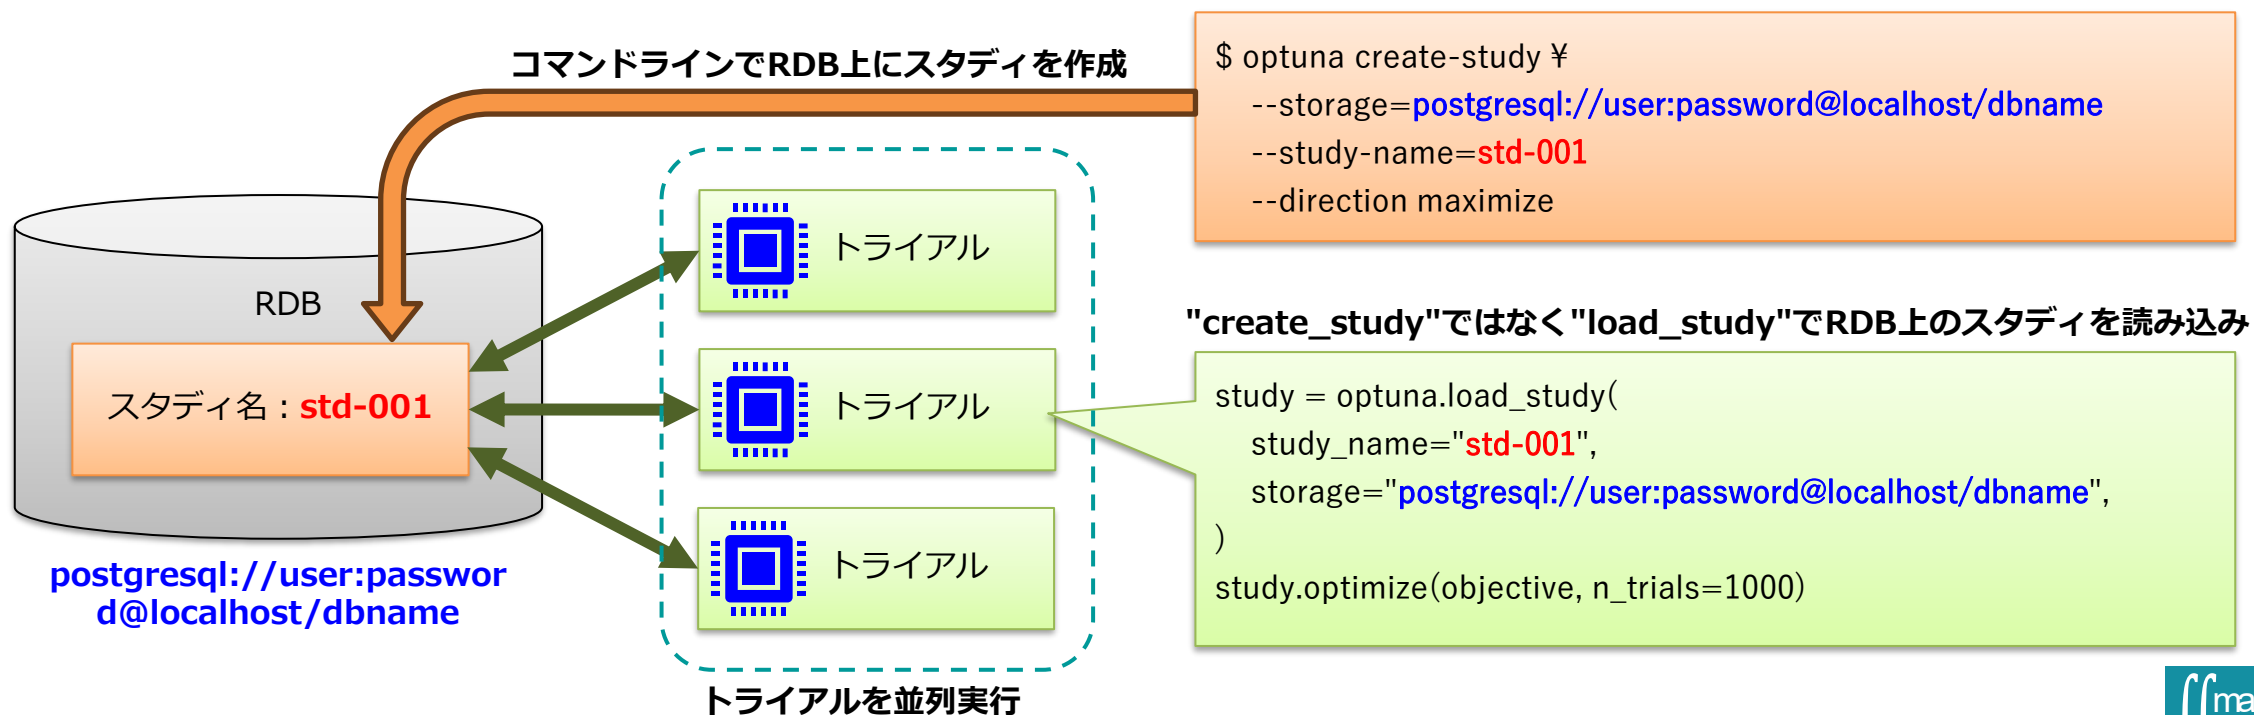 コマンドラインでRDB上にスタディを作成
$ optuna create-study ¥
--storage=postgresql://user:password@localhost/dbname
--study-name=std-001
--direction maximize
RDB
スタディ名：std-001
postgresql://user:passwor
d@localhost/dbname
トライアル
トライアル
トライアル
トライアルを並列実行
"create_study"ではなく"load_study"でRDB上のスタディを読み込み
study = optuna.load_study(
study_name="std-001",
storage="postgresql://user:password@localhost/dbname",
)
study.optimize(objective, n_trials=1000)